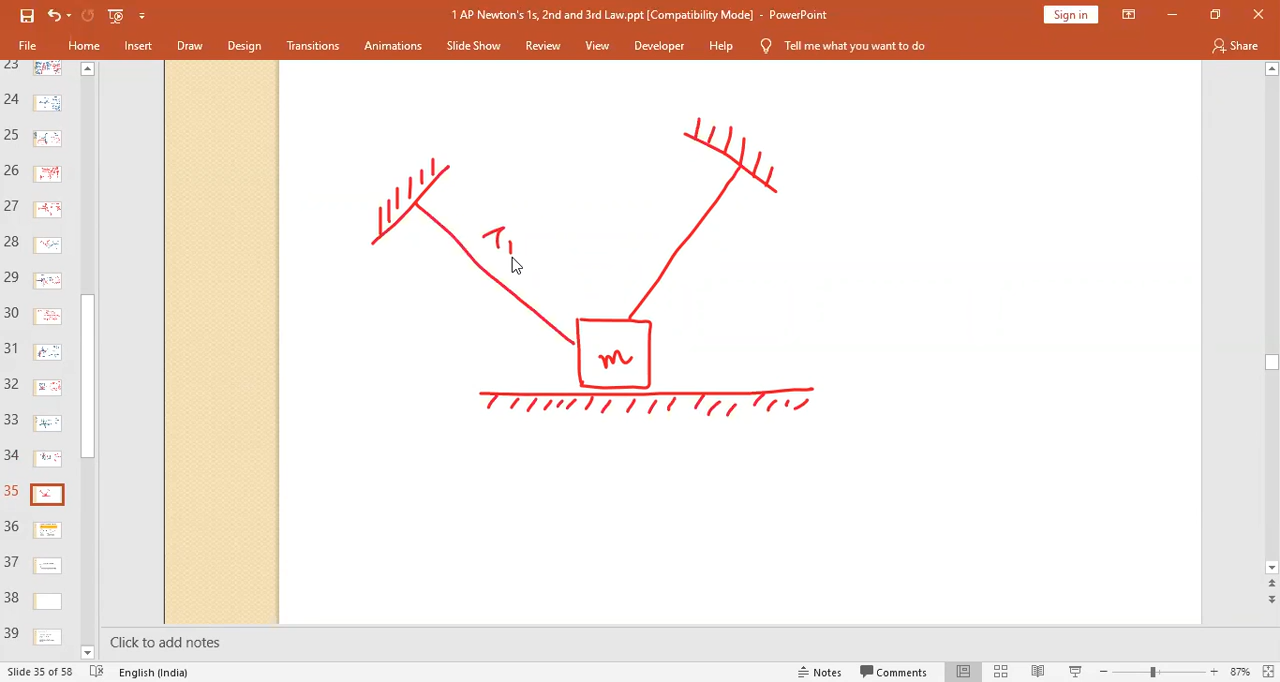 1 AP Newton's 1s, 2nd and 3rd Law.ppt [Compatibility Mode] - PowerPoint
Sign in
File Home Insert Draw Design Transitions Animations Slide Show Review View Developer Help Tell me what you want to do
Share
23
24
25
26
27
28
29
30
31
32
33
34
35
36
37
38
39
T1
m
Click to add notes
Slide 35 of 58 English (India) Notes Comments 87%